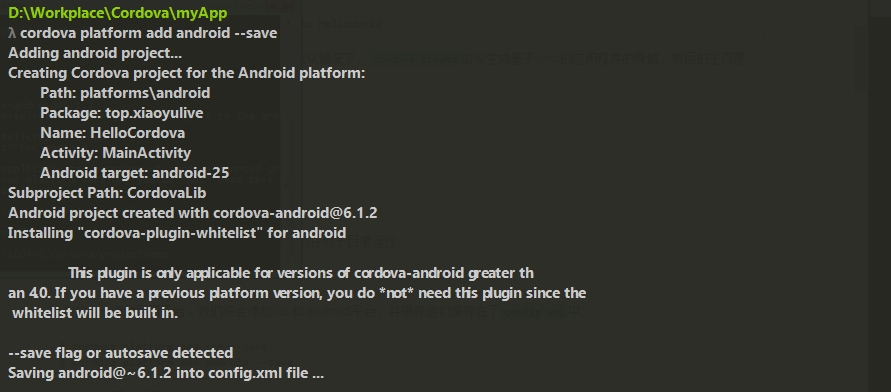 D:\Workplace\Cordova\myApp
λ cordova platform add android --save
Adding android project...
Creating Cordova project for the Android platform:
Path: platforms\android
Package: top.xiaoyulive
Name: HelloCordova
Activity: MainActivity
Android target: android-25
Subproject Path: CordovaLib
Android project created with cordova-android@6.1.2
Installing "cordova-plugin-whitelist" for android
This plugin is only applicable for versions of cordova-android greater th
an 4.0. If you have a previous platform version, you do *not* need this plugin since the
whitelist will be built in.
--save flag or autosave detected
Saving android@~6.1.2 into config.xml file ...